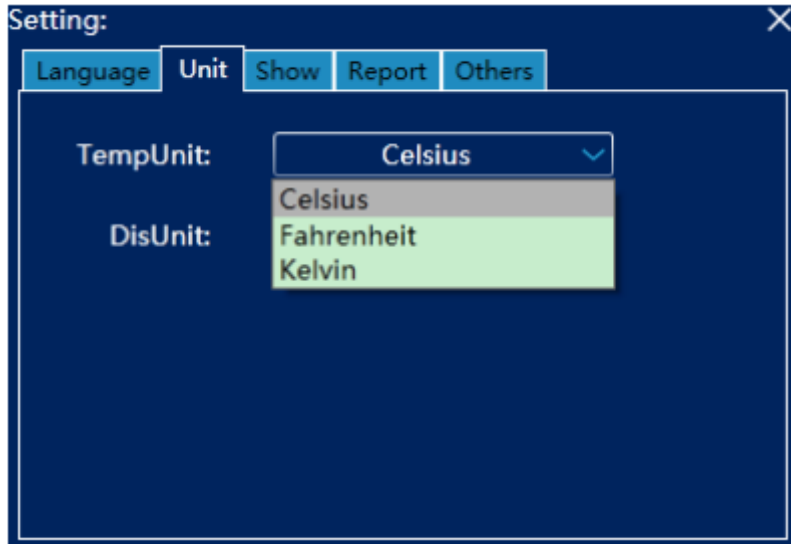 Setting:
Language Unit Show Report Others
TempUnit: Celsius
Celsius
DisUnit: Fahrenheit
Kelvin